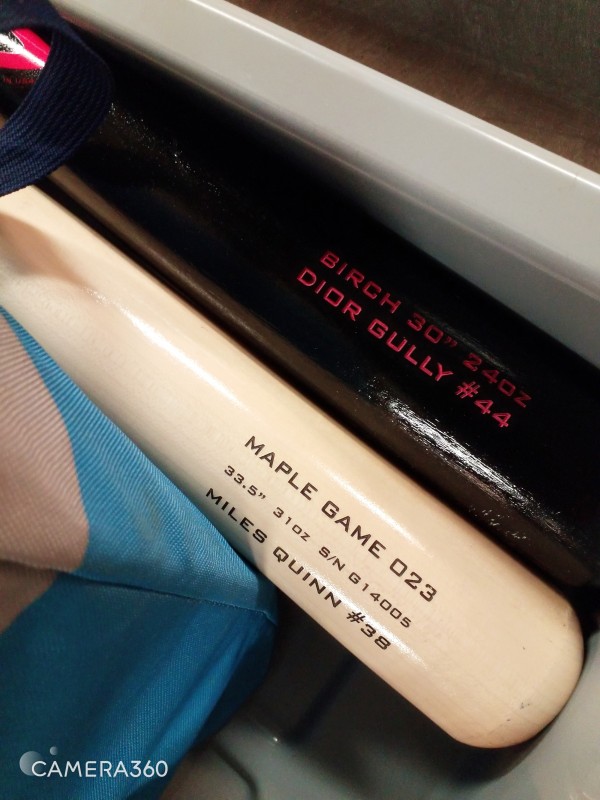 BIRCH 30" 24oz
DIOR GULLY #44
MAPLE GAME 023
33.5" 31oz S/N G14005
MILES QUINN #38
CAMERA360